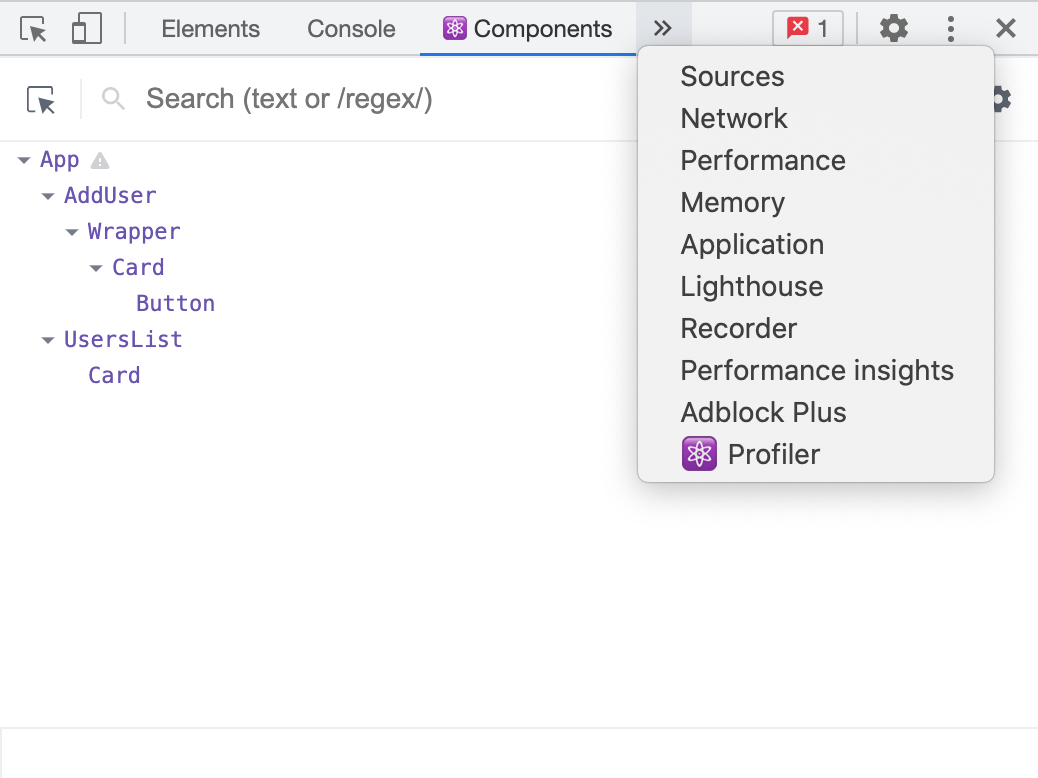 Elements Console Components 1
Search (text or /regex/)
App
AddUser
Wrapper
Card
Button
UsersList
Card
Sources
Network
Performance
Memory
Application
Lighthouse
Recorder
Performance insights
Adblock Plus
Profiler